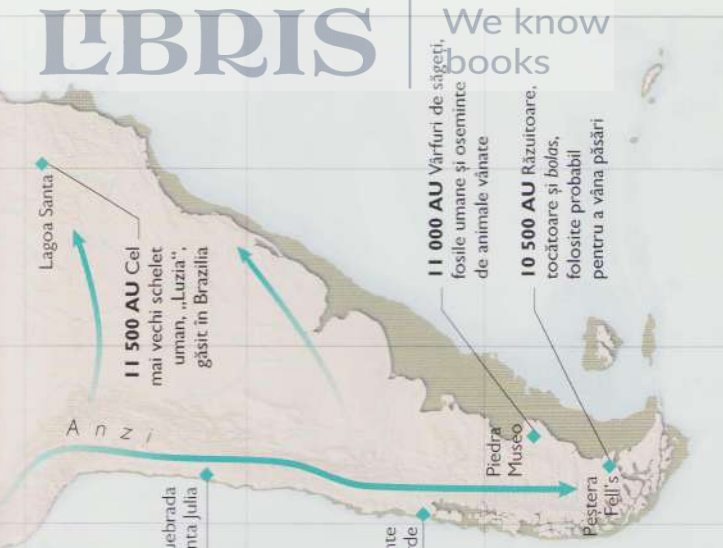 LIBRIS
We know
books
Lagoa Santa
11 500 AU Cel
mai vechi schelet
uman, „Luzia“,
găsit în Brazilia
Anzi
11 000 AU Vârfuri de săgeți,
fosile umane și oseminte
de animale vânate
10 500 AU Răzuitoare,
tocătoare și bolas,
folosite probabil
pentru a vâna păsări
Piedra
Museo
Peștera
Fell's
Julia